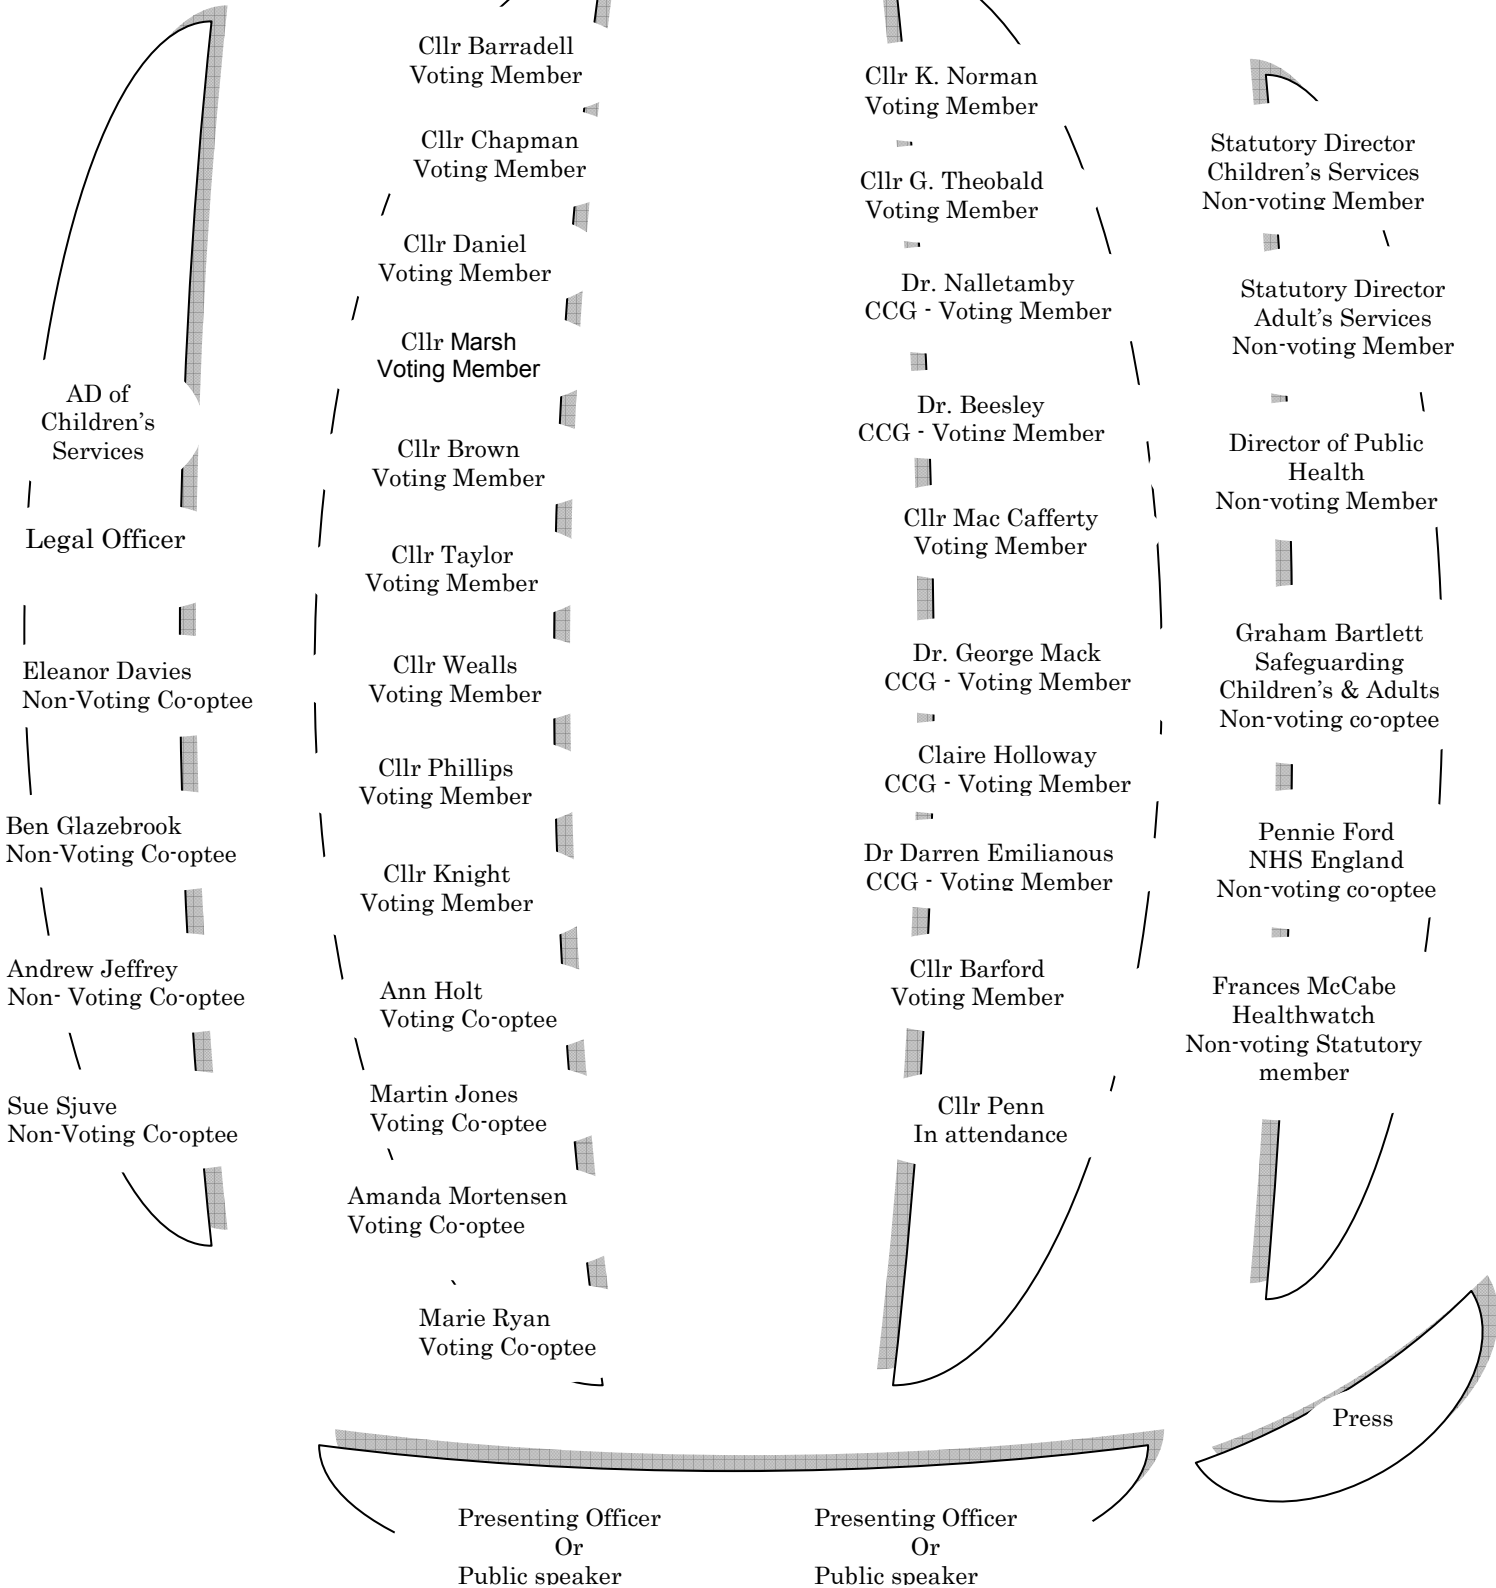 AD of
Children's
Services
Legal Officer
Eleanor Davies
Non-Voting Co-optee
Ben Glazebrook
Non-Voting Co-optee
Andrew Jeffrey
Non- Voting Co-optee
Sue Sjuve
Non-Voting Co-optee
Cllr Barradell
Voting Member
Cllr Chapman
Voting Member
Cllr Daniel
Voting Member
Cllr Marsh
Voting Member
Cllr Brown
Voting Member
Cllr Taylor
Voting Member
Cllr Wealls
Voting Member
Cllr Phillips
Voting Member
Cllr Knight
Voting Member
Ann Holt
Voting Co-optee
Martin Jones
Voting Co-optee
Amanda Mortensen
Voting Co-optee
Marie Ryan
Voting Co-optee
Cllr K. Norman
Voting Member
Cllr G. Theobald
Voting Member
Dr. Nalletamby
CCG - Voting Member
Dr. Beesley
CCG - Voting Member
Cllr Mac Cafferty
Voting Member
Dr. George Mack
CCG - Voting Member
Claire Holloway
CCG - Voting Member
Dr Darren Emilianous
CCG - Voting Member
Cllr Barford
Voting Member
Cllr Penn
In attendance
Statutory Director
Children's Services
Non-voting Member
Statutory Director
Adult's Services
Non-voting Member
Director of Public
Health
Non-voting Member
Graham Bartlett
Safeguarding
Children's & Adults
Non-voting co-optee
Pennie Ford
NHS England
Non-voting co-optee
Frances McCabe
Healthwatch
Non-voting Statutory
member
Press
Presenting Officer
Or
Public speaker
Presenting Officer
Or
Public speaker